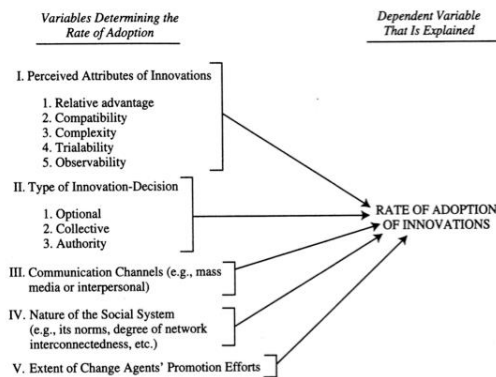 Variables Determining the
Rate of Adoption
Dependent Variable
That Is Explained
I. Perceived Attributes of Innovations
1. Relative advantage
2. Compatibility
3. Complexity
4. Trialability
5. Observability
II. Type of Innovation-Decision
1. Optional
2. Collective
3. Authority
RATE OF ADOPTION
OF INNOVATIONS
III. Communication Channels (e.g., mass
media or interpersonal)
IV. Nature of the Social System
(e.g., its norms, degree of network
interconnectedness, etc.)
V. Extent of Change Agents' Promotion Efforts